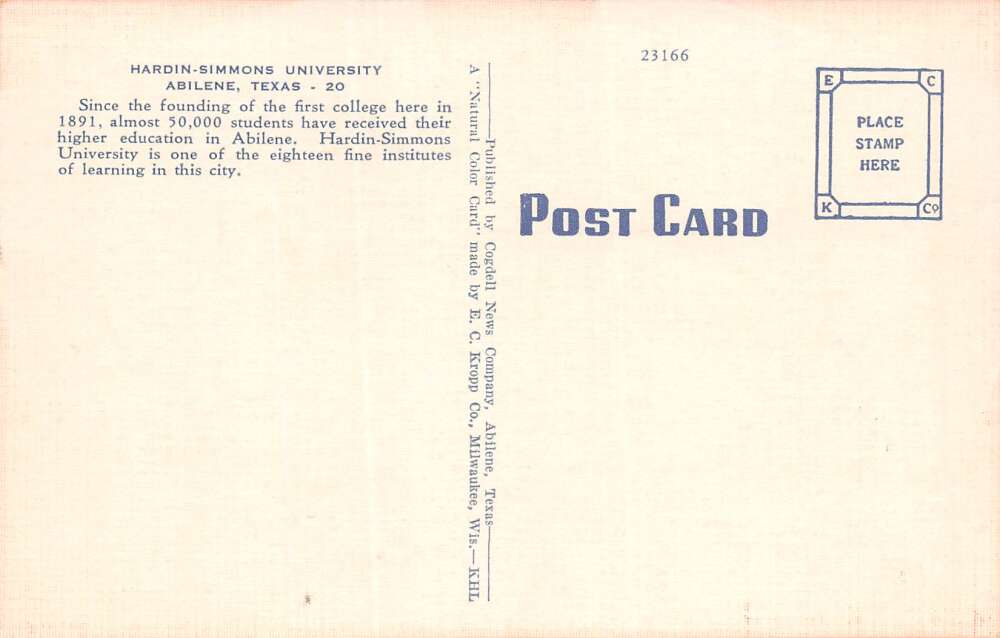 HARDIN-SIMMONS UNIVERSITY
ABILENE, TEXAS - 20
Since the founding of the first college here in
1891, almost 50,000 students have received their
higher education in Abilene. Hardin-Simmons
University is one of the eighteen fine institutes
of learning in this city.
Published by Cogdell News Company, Abilene, Texas
A "Natural Color Card" made by E. C. Kropp Co., Milwaukee, Wis.—KHL
23166
POST CARD
E C
PLACE
STAMP
HERE
K Co